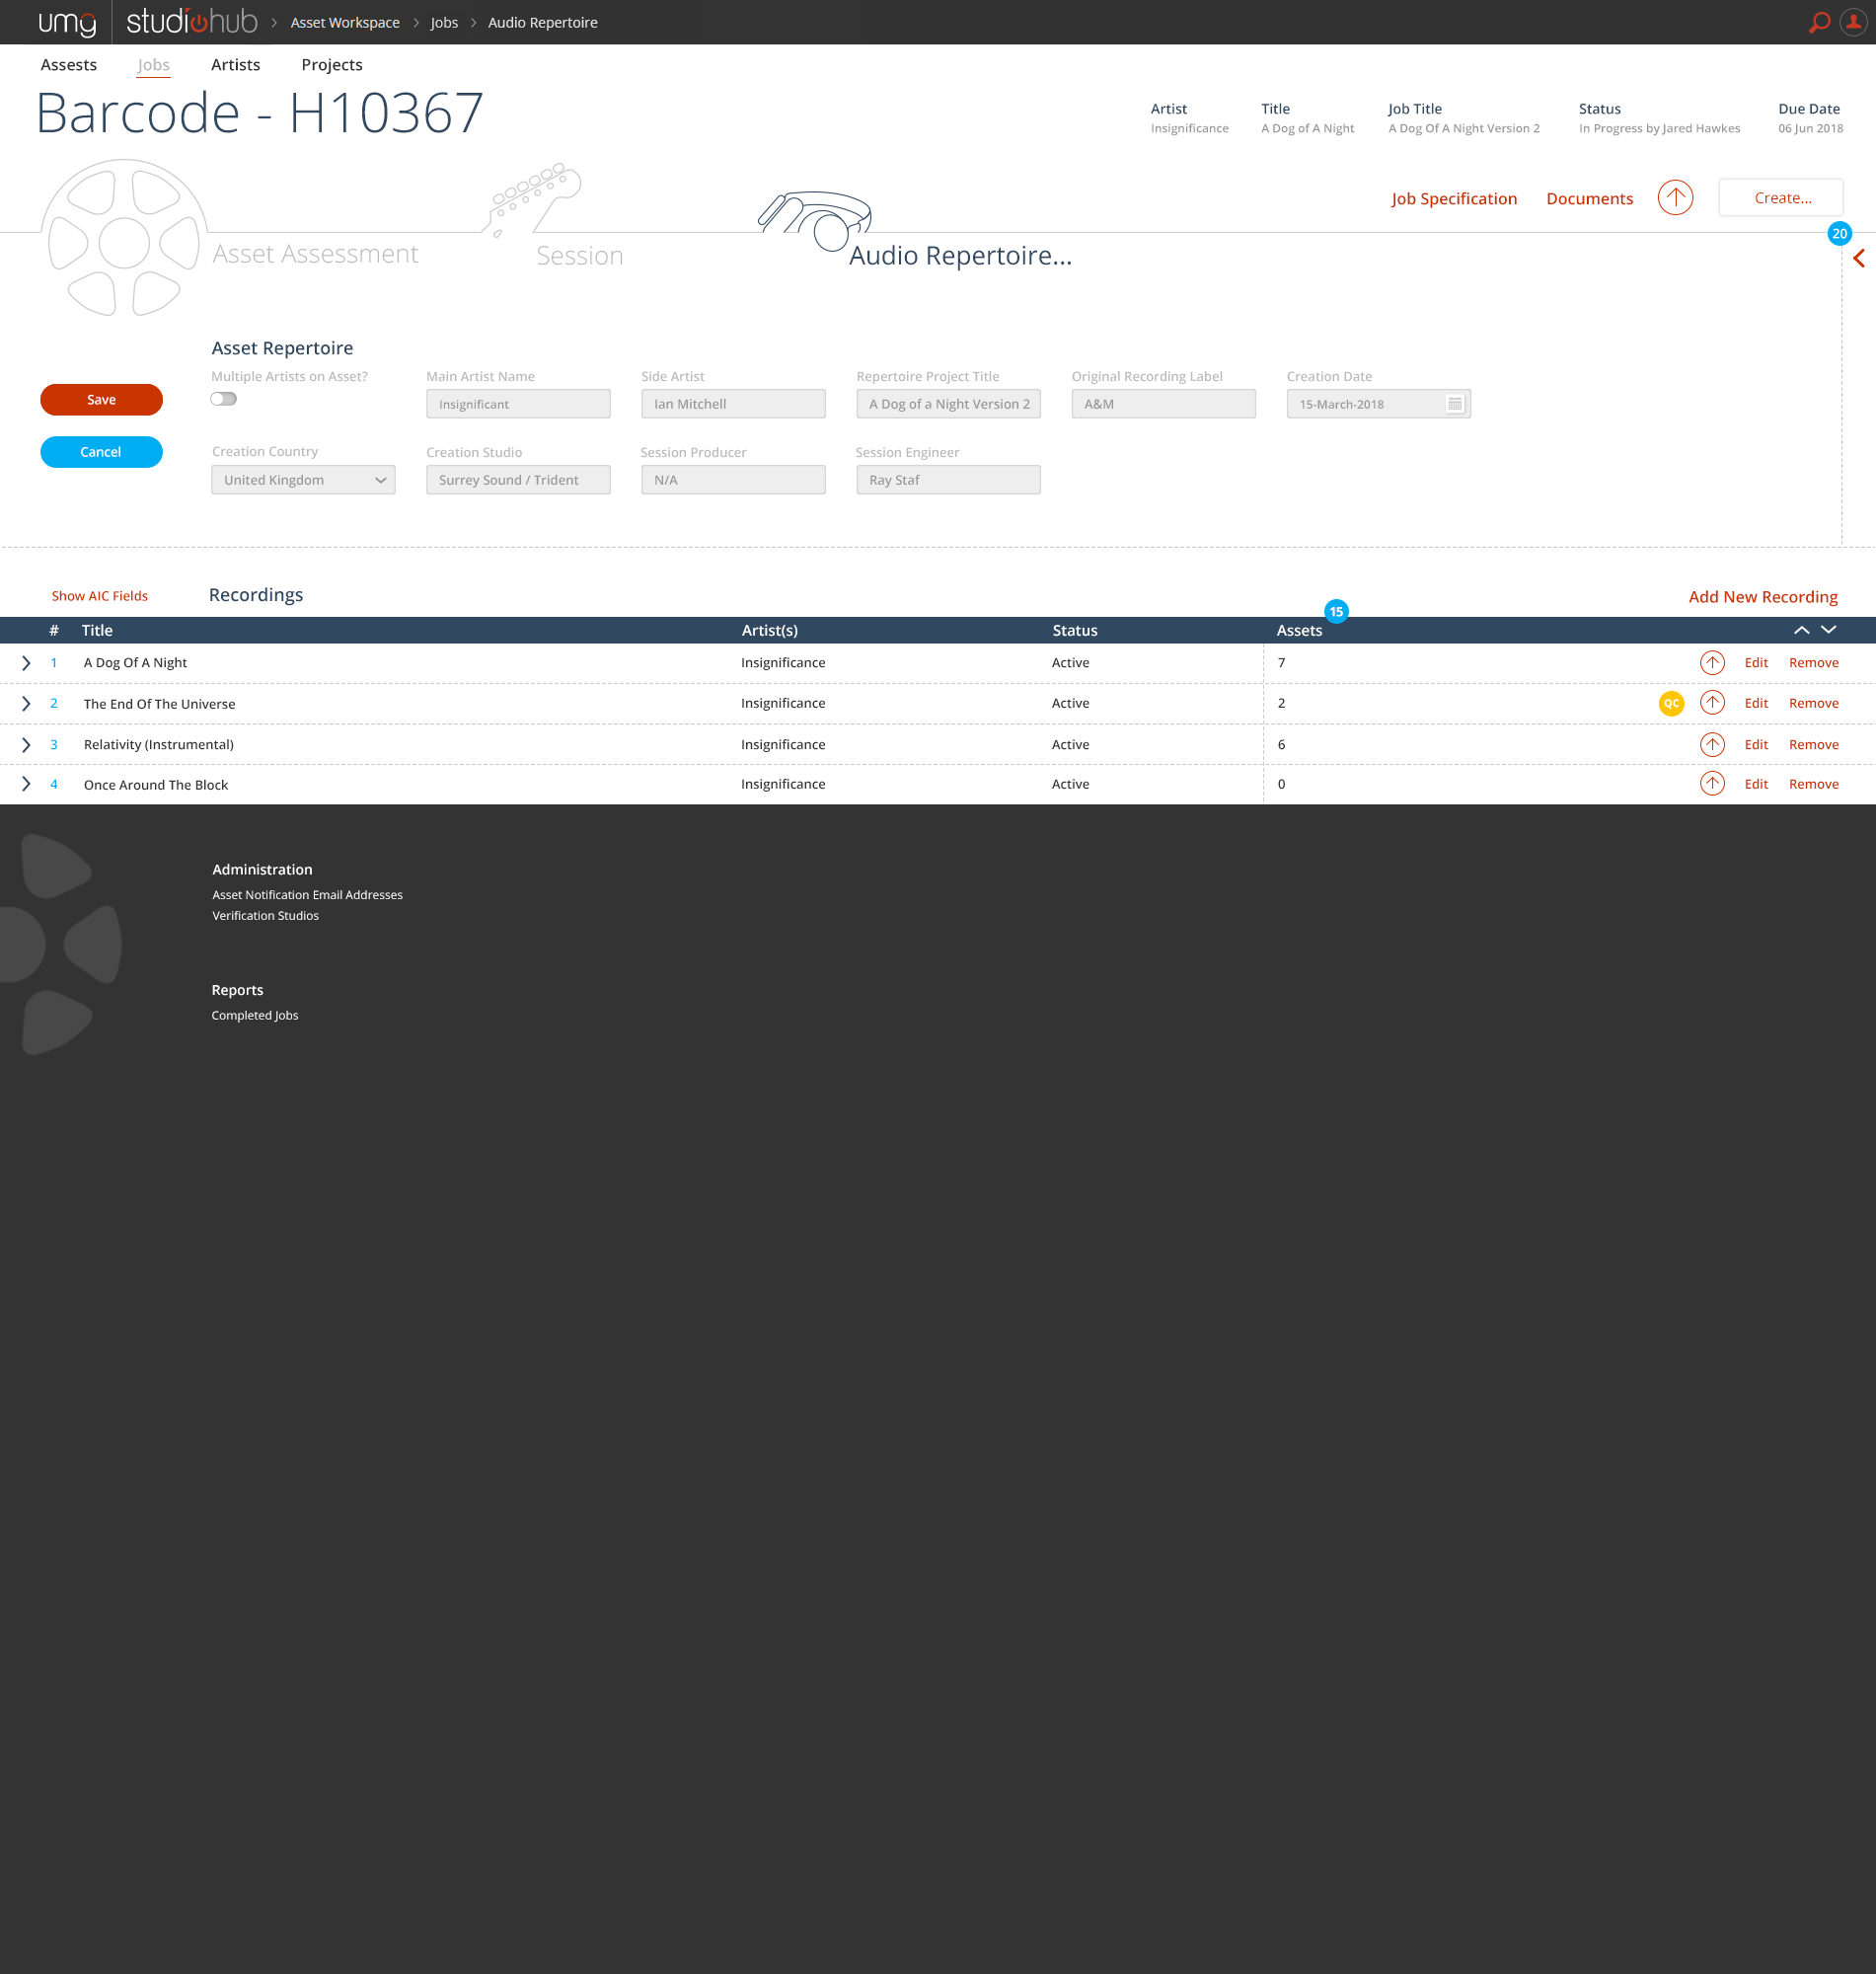 umg studiohub > Asset Workspace > Jobs > Audio Repertoire
Assests Jobs Artists Projects
Barcode - H10367
Artist Title Job Title Status Due Date
Insignificance A Dog of A Night A Dog Of A Night Version 2 In Progress by Jared Hawkes 06 Jun 2018
Job Specification Documents Create...
20
Asset Assessment Session Audio Repertoire...
Asset Repertoire
Multiple Artists on Asset? Main Artist Name Side Artist Repertoire Project Title Original Recording Label Creation Date
Save
Insignificant Ian Mitchell A Dog of a Night Version 2 A&M 15-March-2018
Cancel
Creation Country Creation Studio Session Producer Session Engineer
United Kingdom Surrey Sound / Trident N/A Ray Staf
Show AIC Fields Recordings Add New Recording
15
# Title Artist(s) Status Assets
1 A Dog Of A Night Insignificance Active 7 Edit Remove
2 The End Of The Universe Insignificance Active 2 QC Edit Remove
3 Relativity (Instrumental) Insignificance Active 6 Edit Remove
4 Once Around The Block Insignificance Active 0 Edit Remove
Administration
Asset Notification Email Addresses
Verification Studios
Reports
Completed Jobs